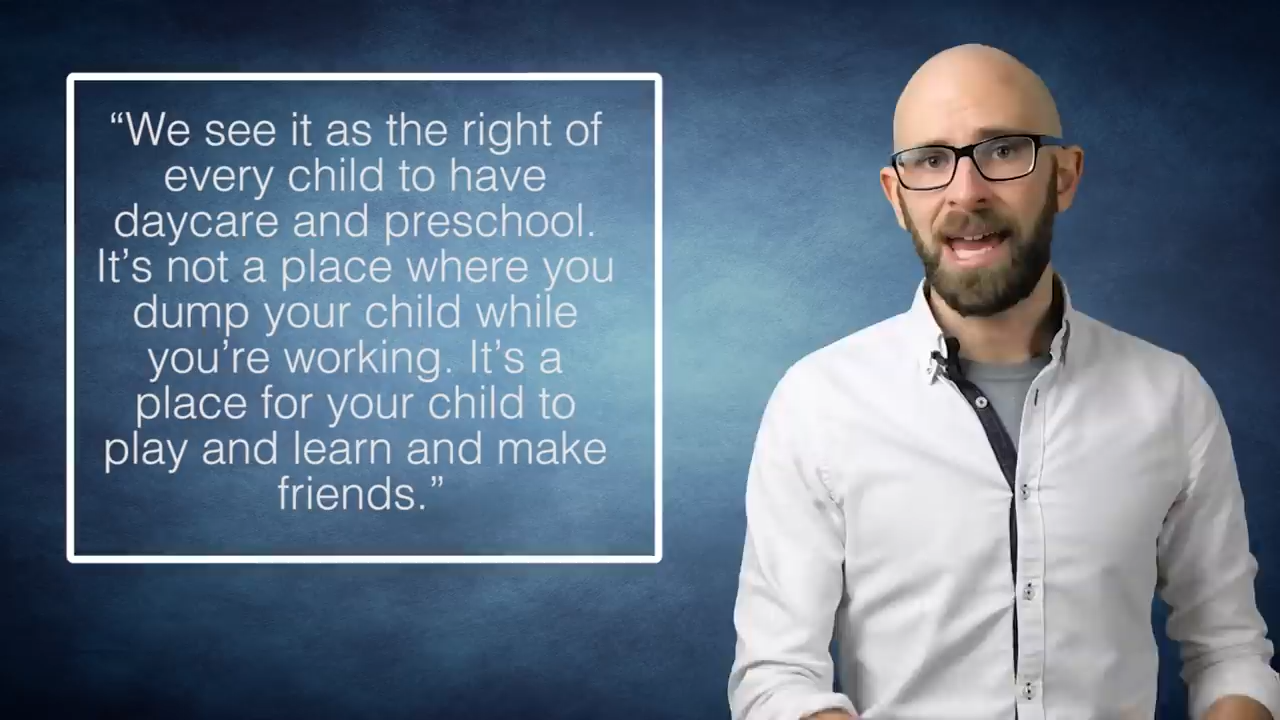 “We see it as the right of
every child to have
daycare and preschool.
It’s not a place where you
dump your child while
you’re working. It’s a
place for your child to
play and learn and make
friends.”